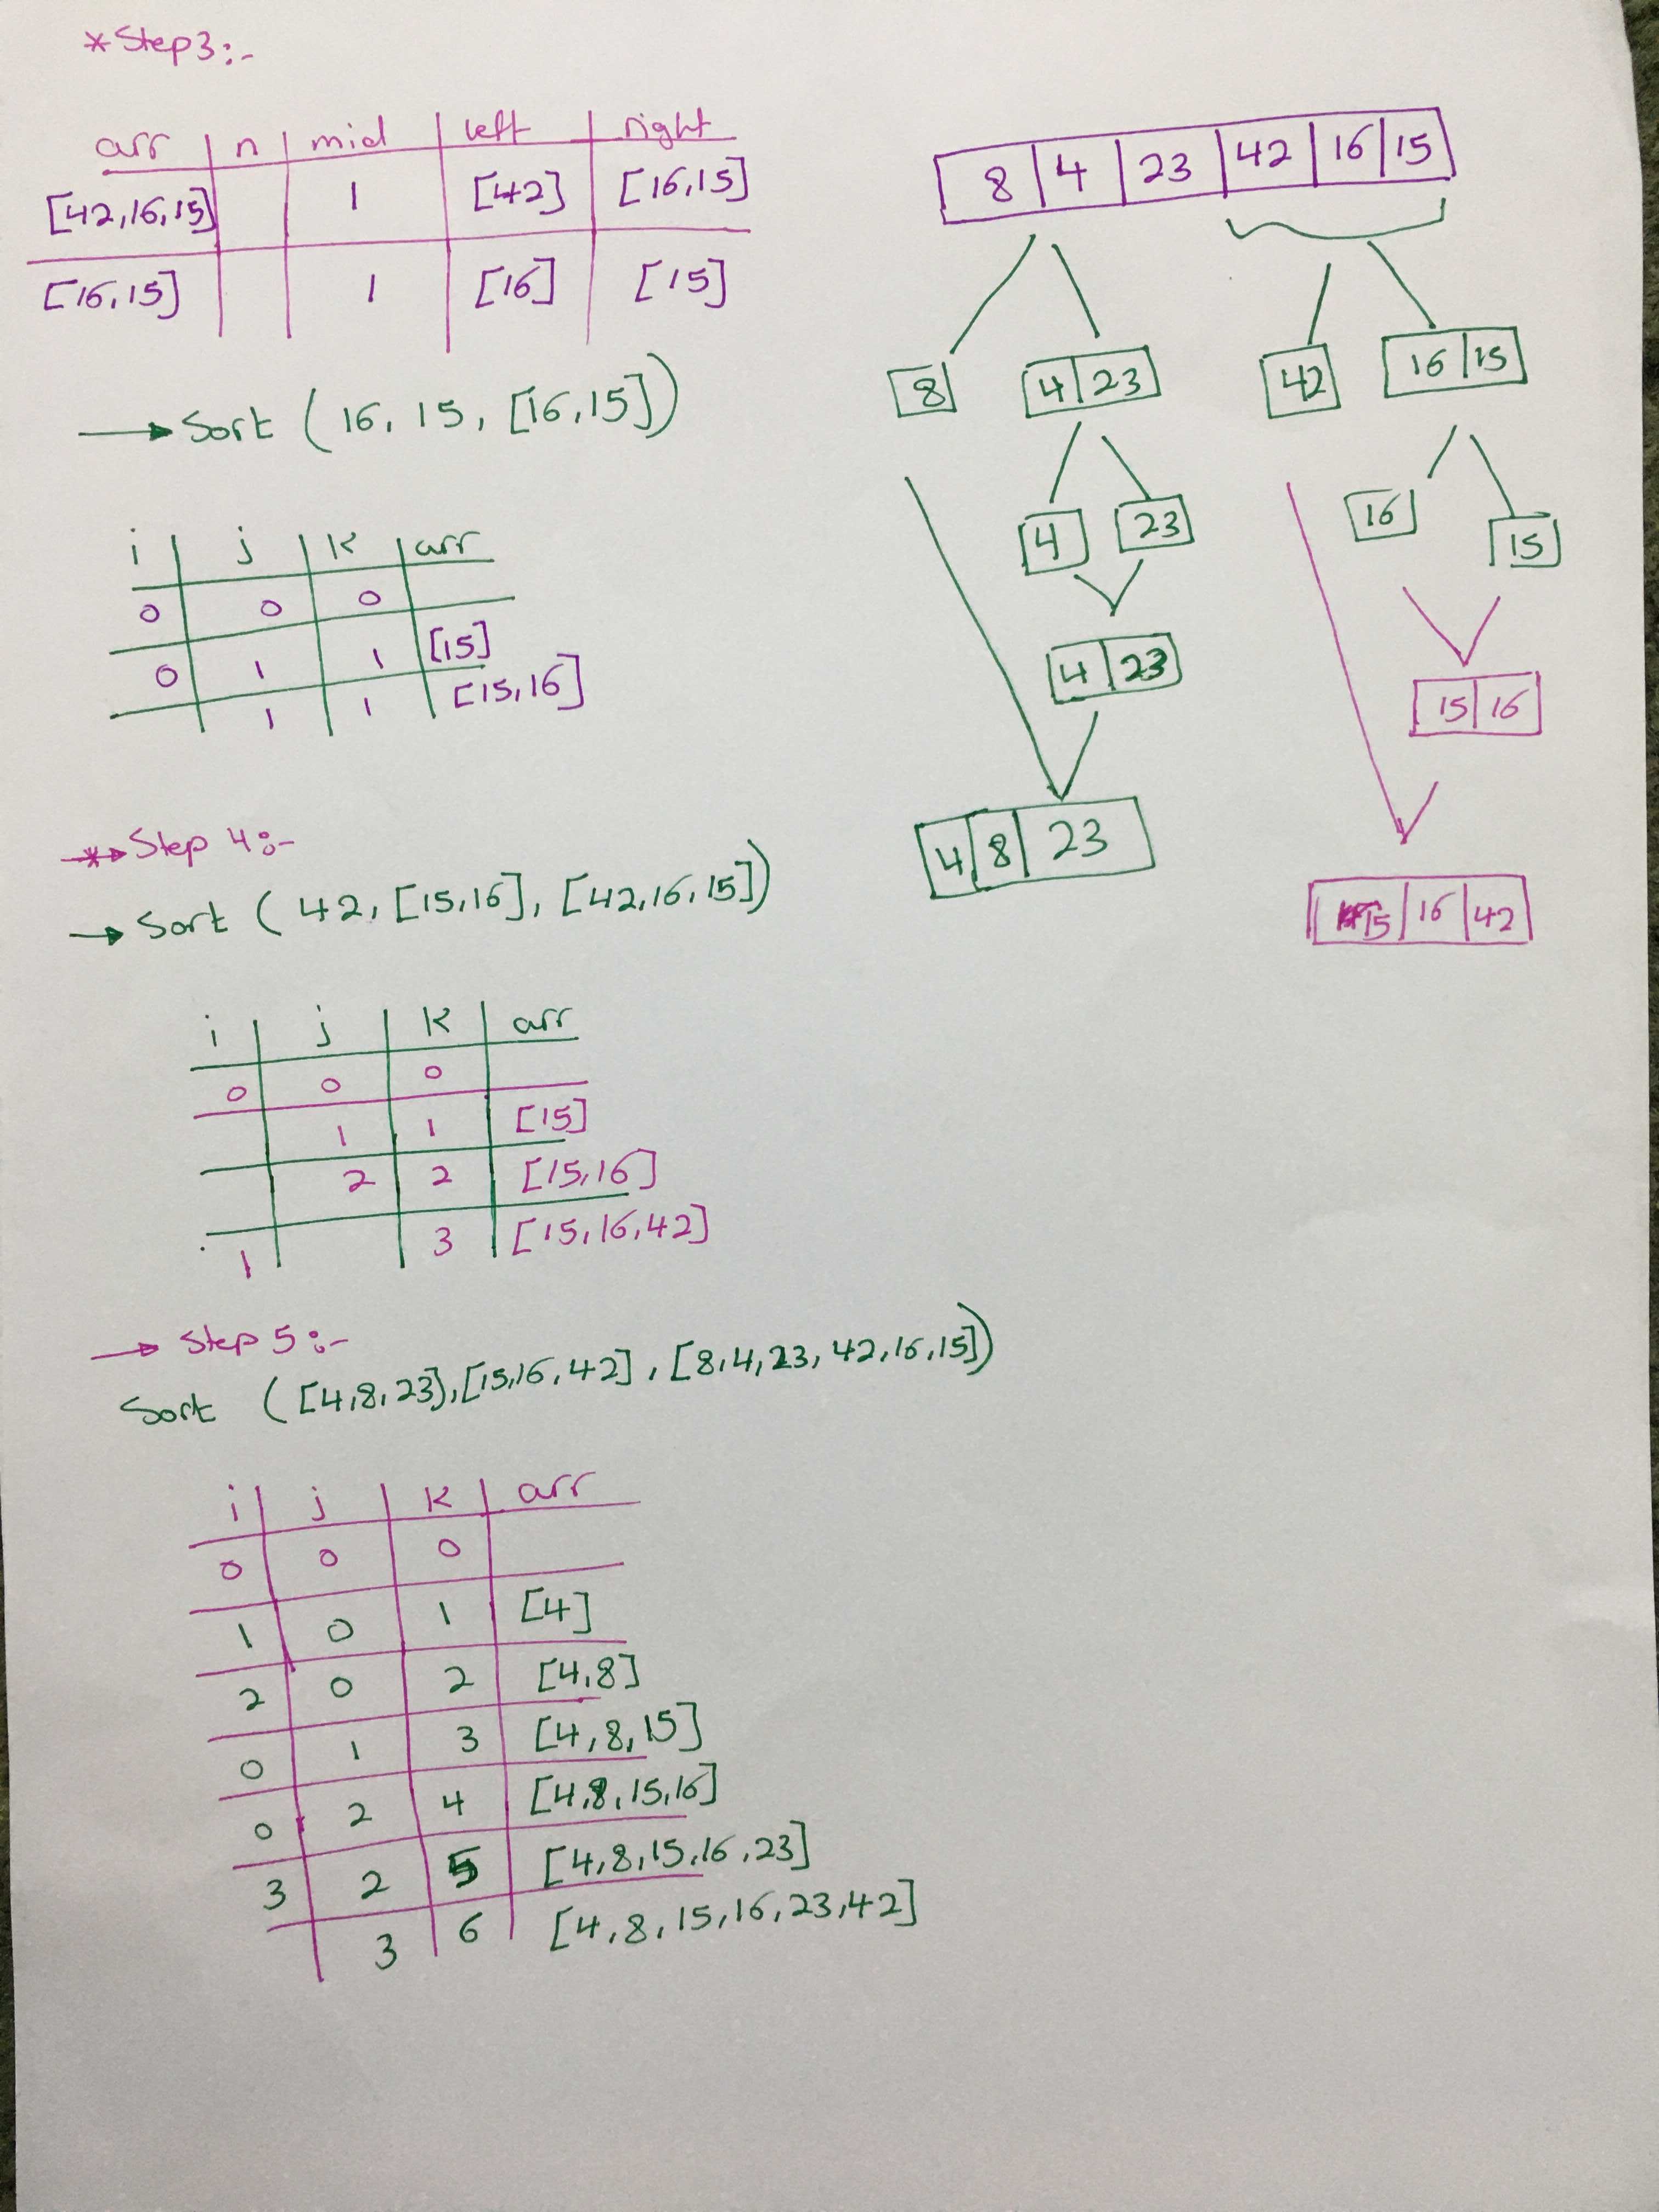 *Step3:-
arr | n | mid | left | right
[42,16,15] | | 1 | [42] | [16,15]
[16,15] | | 1 | [16] | [15]
→ Sort (16, 15, [16,15])
i | j | k | arr
0 | 0 | 0 |
0 | 1 | 1 | [15]
| 1 | 1 | [15,16]
*→ Step 4:-
→ Sort (42, [15,16], [42,16,15])
i | j | k | arr
0 | 0 | 0 |
| 1 | 1 | [15]
| 2 | 2 | [15,16]
1 | | 3 | [15,16,42]
→ Step 5:-
Sort ([4,8,23],[15,16,42],[8,4,23,42,16,15])
i | j | k | arr
0 | 0 | 0 |
1 | 0 | 1 | [4]
2 | 0 | 2 | [4,8]
0 | 1 | 3 | [4,8,15]
0 | 2 | 4 | [4,8,15,16]
3 | 2 | 5 | [4,8,15,16,23]
| 3 | 6 | [4,8,15,16,23,42]
8 | 4 | 23 | 42 | 16 | 15
8
4 | 23
42
16 | 15
4
23
16
15
4 | 23
15 | 16
4 | 8 | 23
15 | 16 | 42